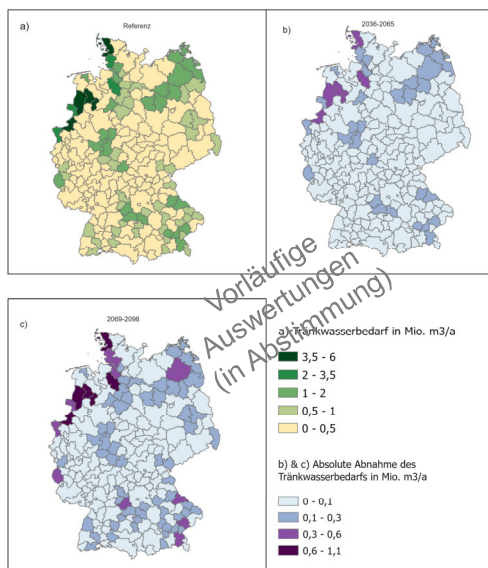 a)
Referenz
b)
2036-2065
c)
2069-2098
Vorläufige
Auswertungen
(in Abstimmung)
a) Tränkwasserbedarf in Mio. m3/a
3,5 - 6
2 - 3,5
1 - 2
0,5 - 1
0 - 0,5
b) & c) Absolute Abnahme des
Tränkwasserbedarfs in Mio. m3/a
0 - 0,1
0,1 - 0,3
0,3 - 0,6
0,6 - 1,1